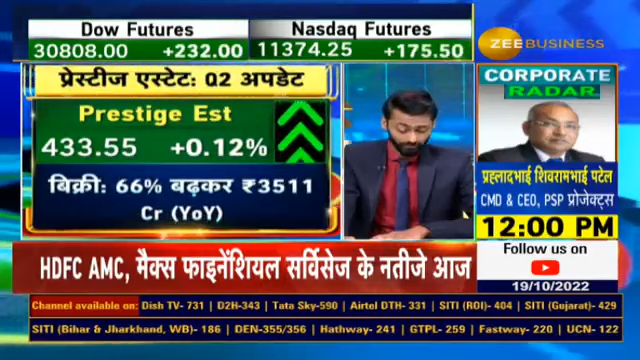 Dow Futures
30808.00 +232.00
Nasdaq Futures
11374.25 +175.50
ZEE BUSINESS
प्रेस्टीज एस्टेट: Q2 अपडेट
Prestige Est
433.55 +0.12%
बिक्री: 66% बढ़कर ₹3511
Cr (YoY)
CORPORATE
RADAR
प्रह्लादभाई शिवरामभाई पटेल
CMD & CEO, PSP प्रोजेक्ट्स
12:00 PM
HDFC AMC, मैक्स फाइनेंशियल सर्विसेज के नतीजे आज
Follow us on
19/10/2022
Channel available on: Dish TV- 731 | D2H-343 | Tata Sky-590 | Airtel DTH- 331 | SITI (ROI)- 404 | SITI (Gujarat)- 429
SITI (Bihar & Jharkhand, WB)- 186 | DEN-355/356 | Hathway- 241 | GTPL- 259 | Fastway- 220 | UCN- 122